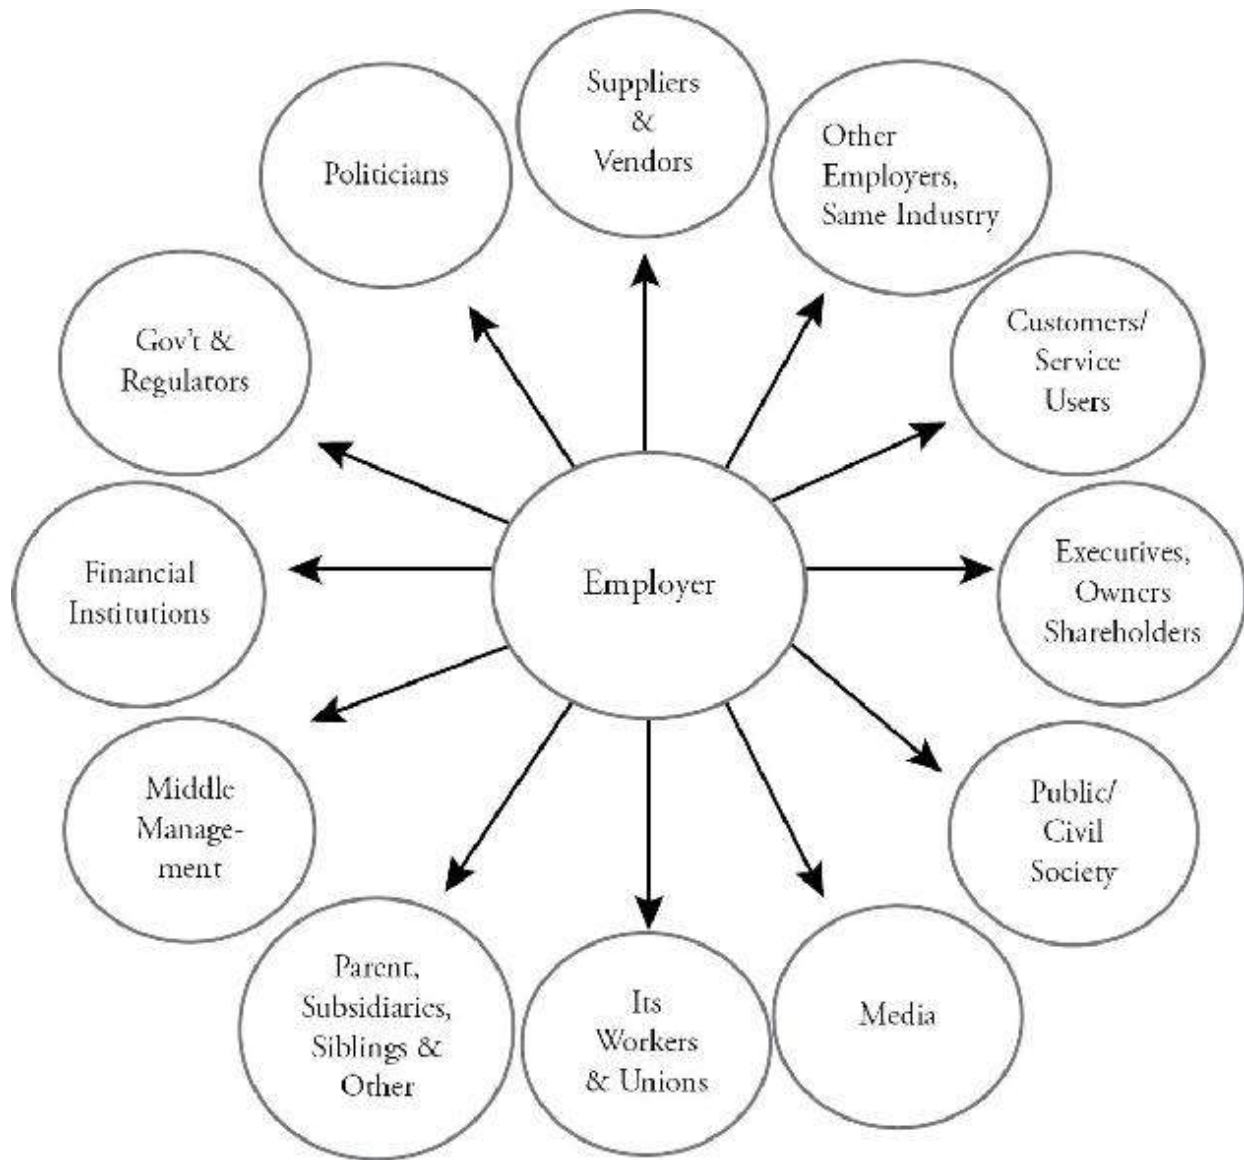 Suppliers
&
Vendors
Other
Employers,
Same Industry
Politicians
Customers/
Service
Users
Gov't &
Regulators
Executives,
Owners
Shareholders
Financial
Institutions
Employer
Public/
Civil
Society
Middle
Manage-
ment
Media
Its
Workers
& Unions
Parent,
Subsidiaries,
Siblings &
Other